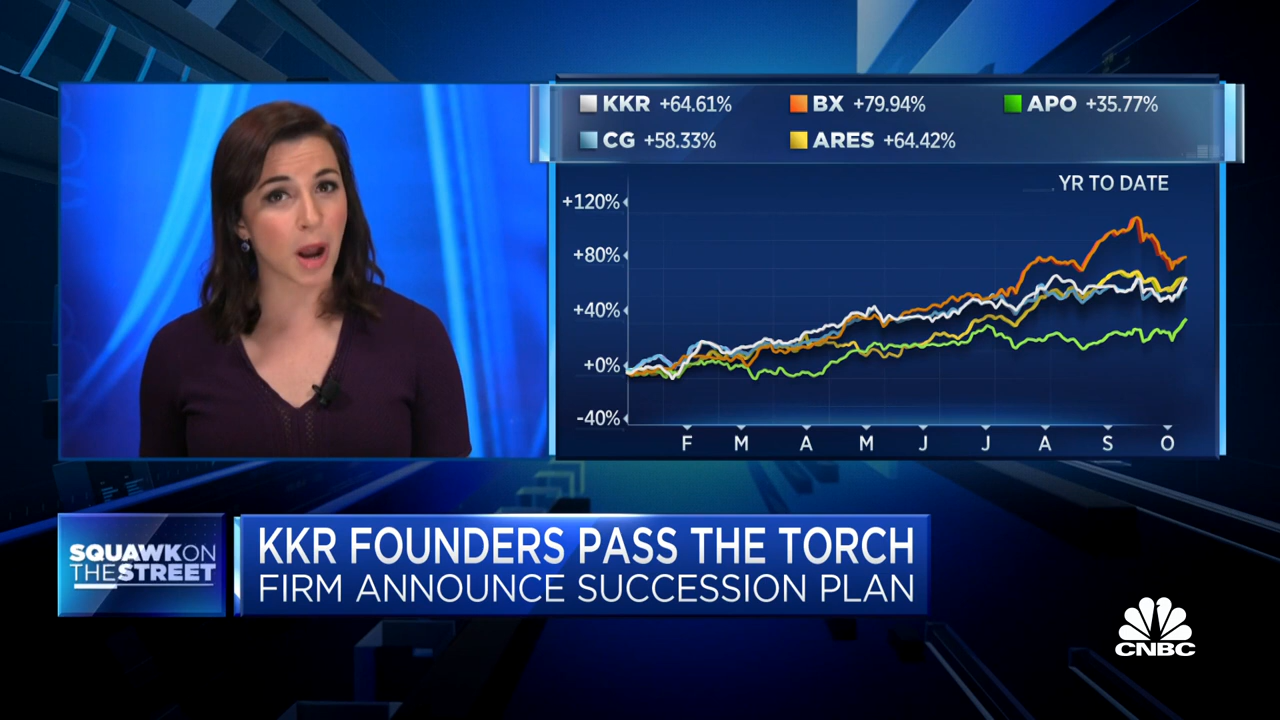 KKR +64.61% BX +79.94% APO +35.77%
CG +58.33% ARES +64.42%
YR TO DATE
+120%
+80%
+40%
+0%
-40%
F M A M J J A S O
SQUAWK ON
THE STREET
KKR FOUNDERS PASS THE TORCH
FIRM ANNOUNCE SUCCESSION PLAN
CNBC